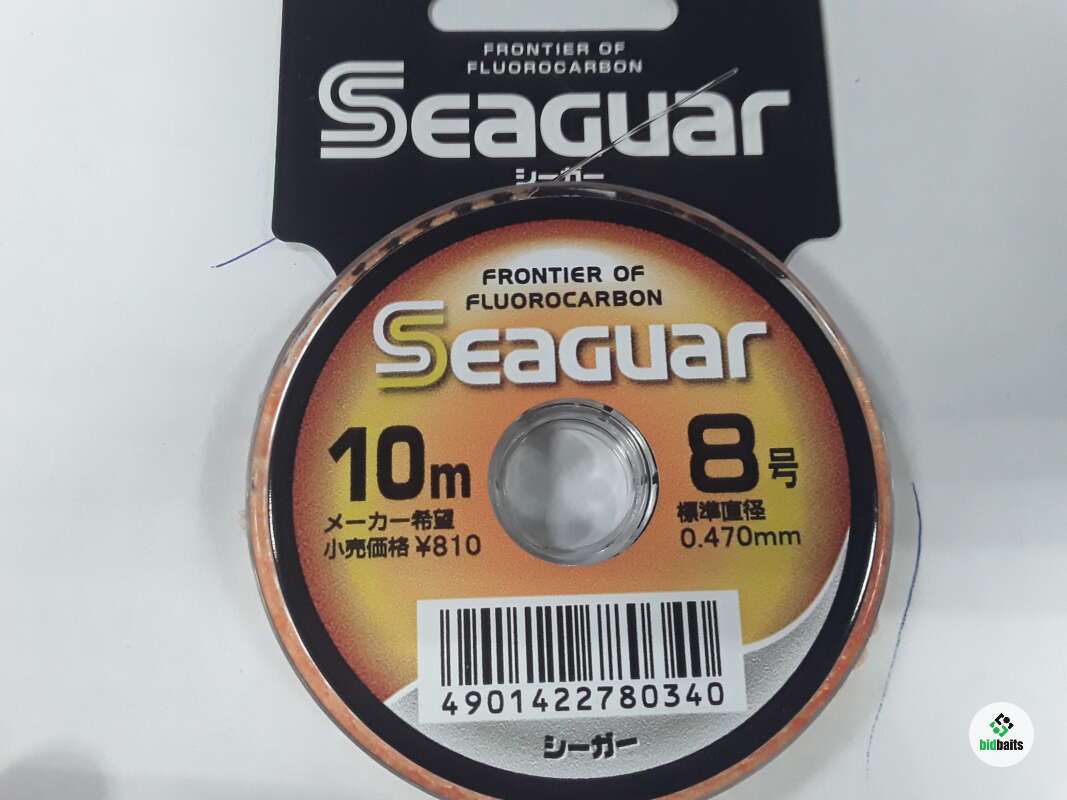 FRONTIER OF
FLUOROCARBON
SEAGUAR
シーガー
FRONTIER OF
FLUOROCARBON
SEAGUAR
10m
メーカー希望
小売価格 ¥810
8号
標準直径
0.470mm
4901422780340
シーガー
bidbaits